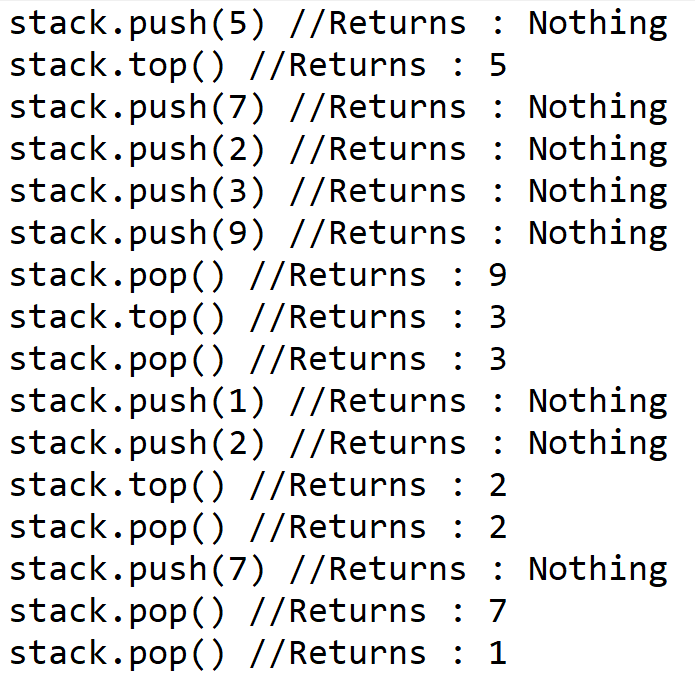 stack.push(5) //Returns : Nothing
stack.top() //Returns : 5
stack.push(7) //Returns : Nothing
stack.push(2) //Returns : Nothing
stack.push(3) //Returns : Nothing
stack.push(9) //Returns : Nothing
stack.pop() //Returns : 9
stack.top() //Returns : 3
stack.pop() //Returns : 3
stack.push(1) //Returns : Nothing
stack.push(2) //Returns : Nothing
stack.top() //Returns : 2
stack.pop() //Returns : 2
stack.push(7) //Returns : Nothing
stack.pop() //Returns : 7
stack.pop() //Returns : 1